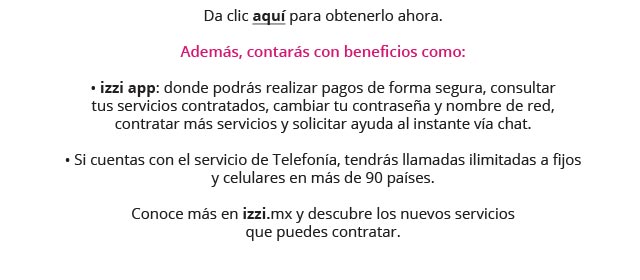 Da clic aquí para obtenerlo ahora.
Además, contarás con beneficios como:
• izzi app: donde podrás realizar pagos de forma segura, consultar
tus servicios contratados, cambiar tu contraseña y nombre de red,
contratar más servicios y solicitar ayuda al instante vía chat.
• Si cuentas con el servicio de Telefonía, tendrás llamadas ilimitadas a fijos
y celulares en más de 90 países.
Conoce más en izzi.mx y descubre los nuevos servicios
que puedes contratar.